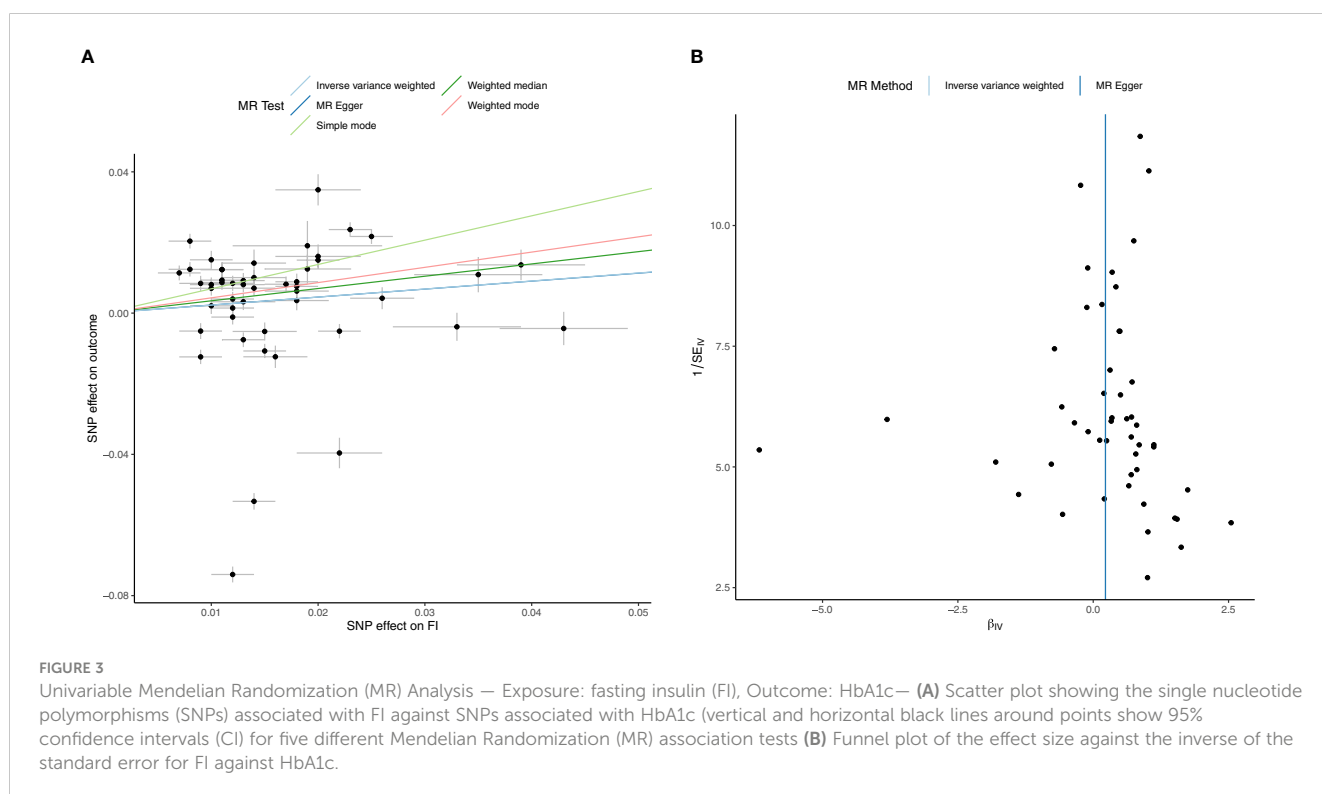 A
MR Test
Inverse variance weighted
MR Egger
Simple mode
Weighted median
Weighted mode
0.04
0.00
−0.04
−0.08
SNP effect on outcome
0.01 0.02 0.03 0.04 0.05
SNP effect on FI
B
MR Method
Inverse variance weighted
MR Egger
10.0
7.5
5.0
2.5
1/SEIV
−5.0 −2.5 0.0 2.5
βIV
FIGURE 3
Univariable Mendelian Randomization (MR) Analysis — Exposure: fasting insulin (FI), Outcome: HbA1c— (A) Scatter plot showing the single nucleotide
polymorphisms (SNPs) associated with FI against SNPs associated with HbA1c (vertical and horizontal black lines around points show 95%
confidence intervals (CI) for five different Mendelian Randomization (MR) association tests (B) Funnel plot of the effect size against the inverse of the
standard error for FI against HbA1c.